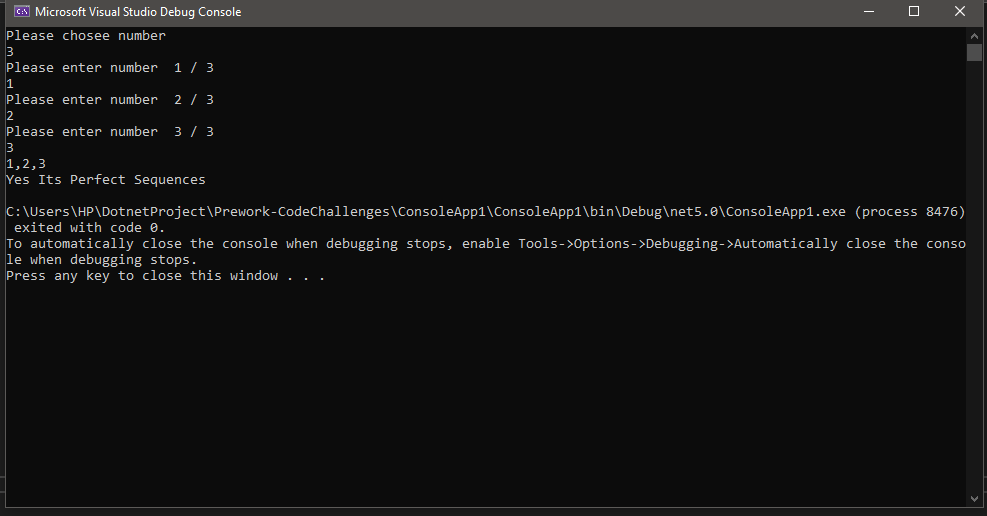 Microsoft Visual Studio Debug Console
Please chosee number
3
Please enter number  1 / 3
1
Please enter number  2 / 3
2
Please enter number  3 / 3
3
1,2,3
Yes Its Perfect Sequences
C:\Users\HP\DotnetProject\Prework-CodeChallenges\ConsoleApp1\ConsoleApp1\bin\Debug\net5.0\ConsoleApp1.exe (process 8476)
 exited with code 0.
To automatically close the console when debugging stops, enable Tools->Options->Debugging->Automatically close the conso
le when debugging stops.
Press any key to close this window . . .